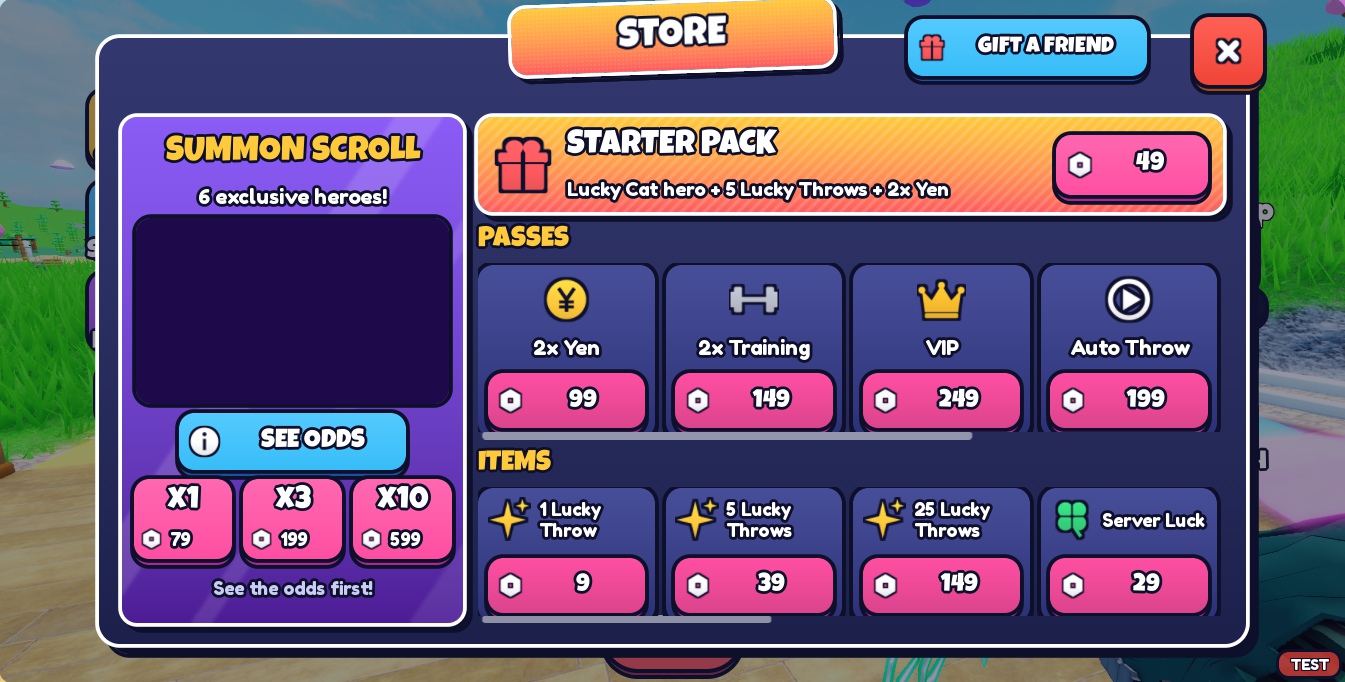 STORE
GIFT A FRIEND
SUMMON SCROLL
6 exclusive heroes!
SEE ODDS
X1
79
X3
199
X10
599
See the odds first!
STARTER PACK
Lucky Cat hero + 5 Lucky Throws + 2x Yen
49
PASSES
2x Yen
99
2x Training
149
VIP
249
Auto Throw
199
ITEMS
1 Lucky
Throw
9
5 Lucky
Throws
39
25 Lucky
Throws
149
Server Luck
29
TEST